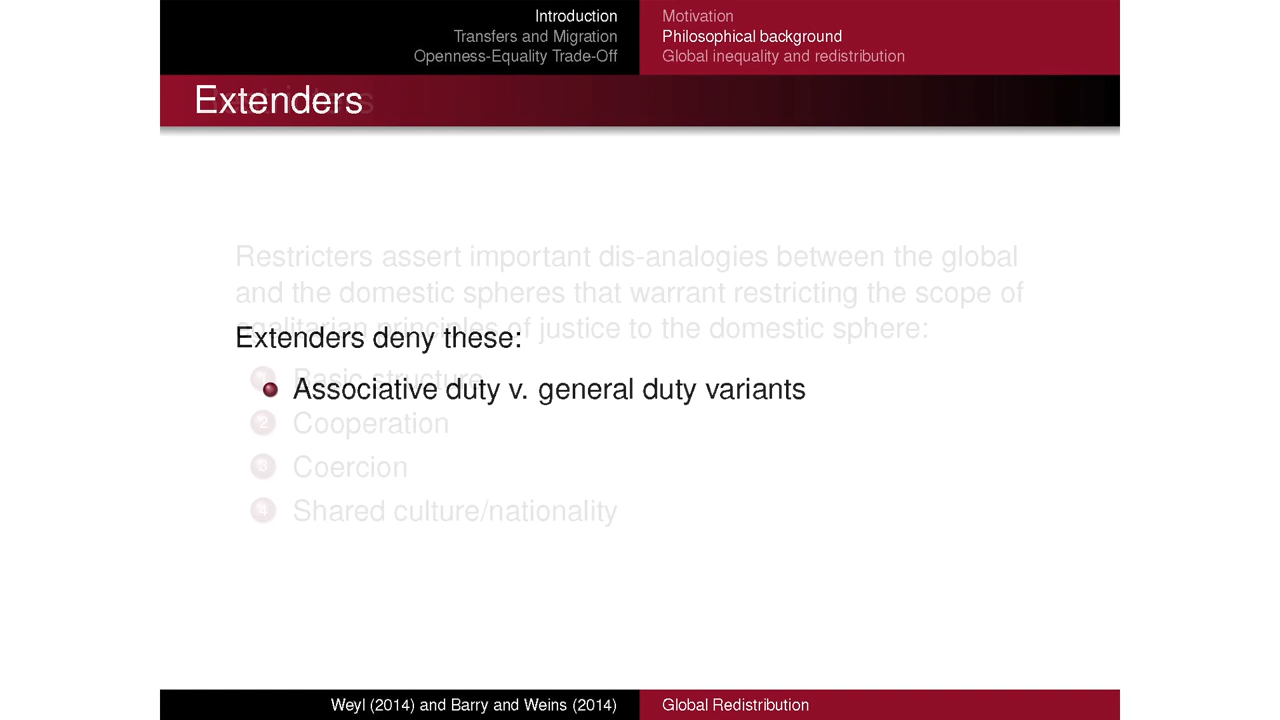 Introduction
Transfers and Migration
Openness-Equality Trade-Off
Motivation
Philosophical background
Global inequality and redistribution
Extenders
Restricters assert important dis-analogies between the global
and the domestic spheres that warrant restricting the scope of
egalitarian principles of justice to the domestic sphere:
Extenders deny these:
1 Basic structure
Associative duty v. general duty variants
2 Cooperation
3 Coercion
4 Shared culture/nationality
Weyl (2014) and Barry and Weins (2014)
Global Redistribution